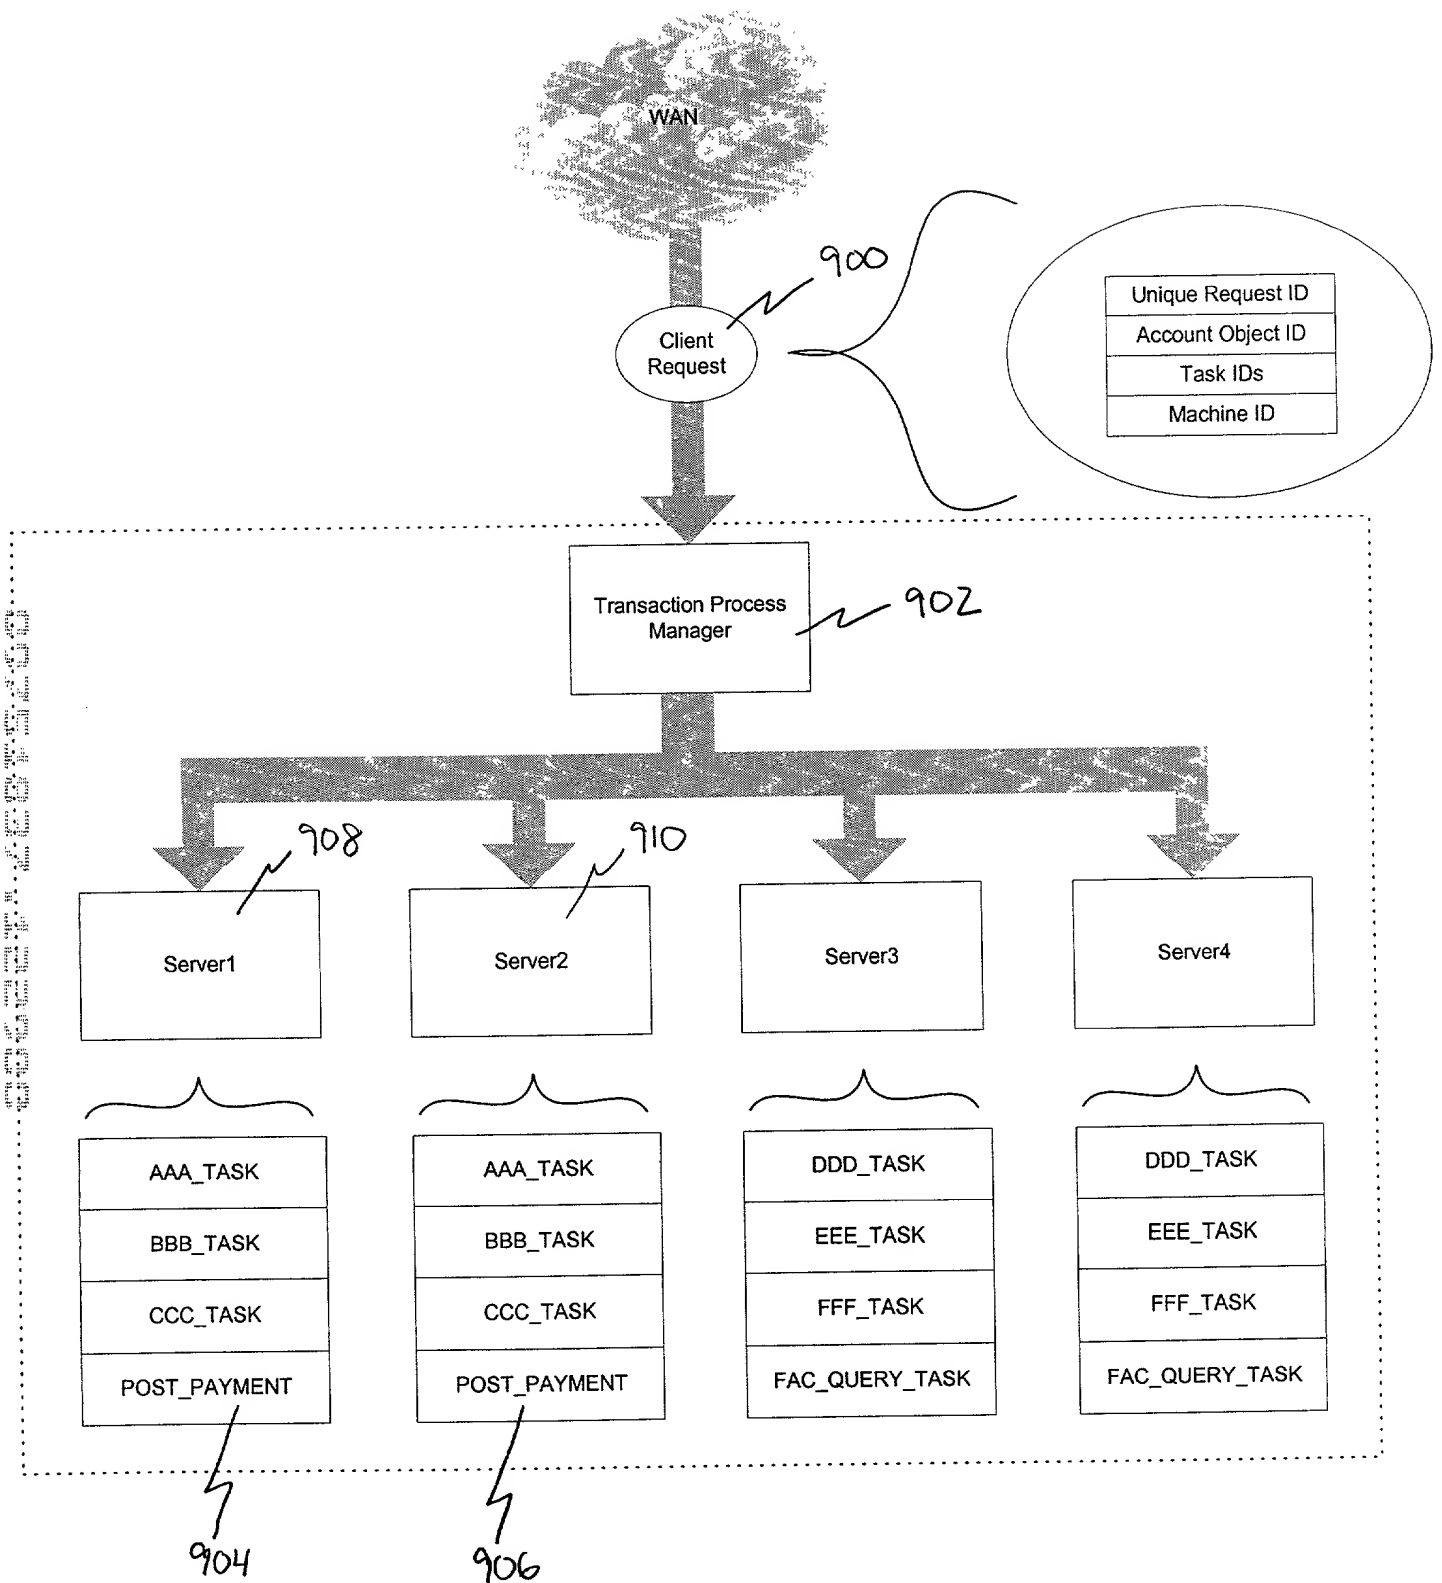 WAN
900
Client
Request
Unique Request ID
Account Object ID
Task IDs
Machine ID
Transaction Process
Manager
902
908
910
Server1
Server2
Server3
Server4
AAA_TASK
BBB_TASK
CCC_TASK
POST_PAYMENT
AAA_TASK
BBB_TASK
CCC_TASK
POST_PAYMENT
DDD_TASK
EEE_TASK
FFF_TASK
FAC_QUERY_TASK
DDD_TASK
EEE_TASK
FFF_TASK
FAC_QUERY_TASK
904
906